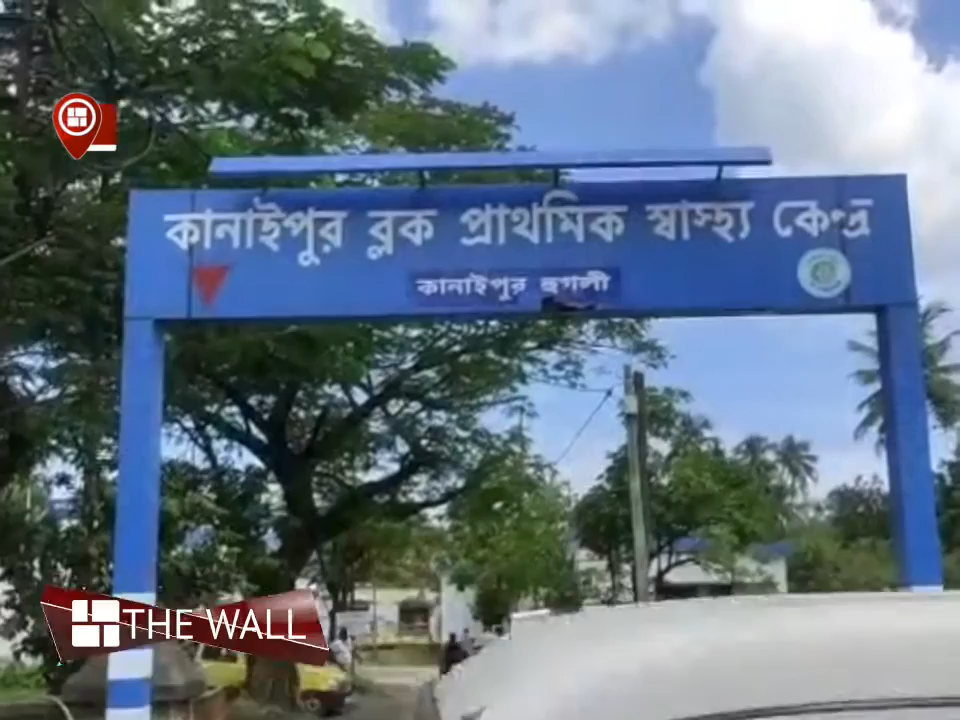 কানাইপুর ব্লক প্রাথমিক স্বাস্থ্য কেন্দ্র
কানাইপুর হুগলী
THE WALL